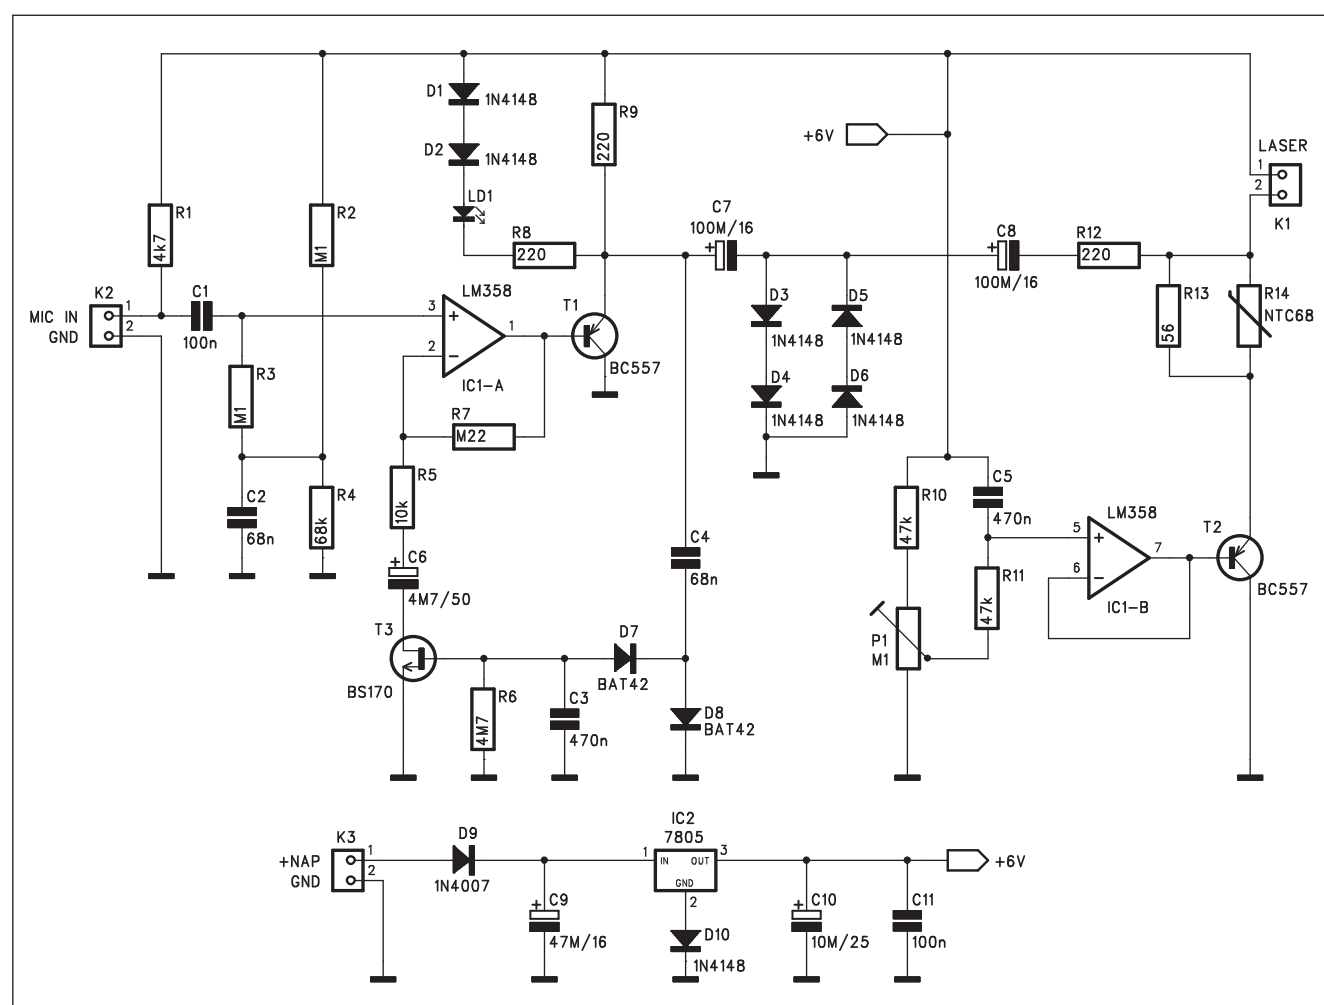 D1
1N4148
R9
220
+6V
LASER
1
2
K1
D2
1N4148
LD1
R1
4k7
R2
M1
R8
220
C7
100M/16
+
C8
100M/16
+
R12
220
LM358
T1
3
+
2
−
1
IC1-A
BC557
D3
1N4148
D5
1N4148
R13
56
R14
NTC68
K2
MIC IN
1
GND
2
C1
100n
R3
M1
D4
1N4148
D6
1N4148
R7
M22
R5
10k
C2
68n
R4
68k
R10
47k
C5
470n
LM358
T2
5
+
6
−
7
IC1-B
BC557
C4
68n
C6
+
4M7/50
R11
47k
T3
BS170
D7
BAT42
P1
M1
R6
4M7
C3
470n
D8
BAT42
K3
+NAP
1
GND
2
D9
1N4007
IC2
7805
1
IN
OUT
3
GND
2
+6V
C9
+
47M/16
D10
1N4148
C10
+
10M/25
C11
100n